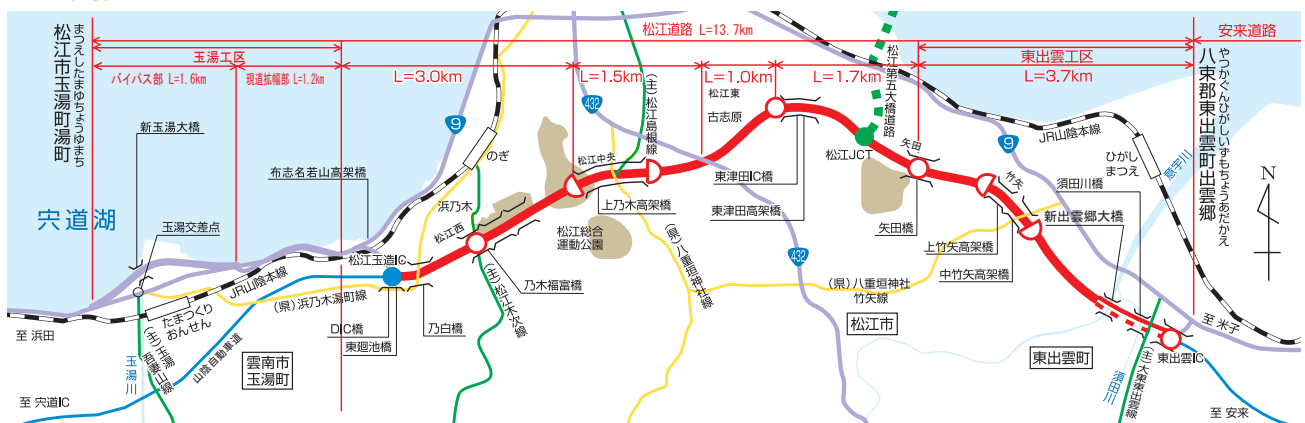 まつえしたまゆちょうゆまち
松江市玉湯町湯町
松江道路 L=13.7km
安来道路
玉湯工区
東出雲工区
バイパス部 L=1.6km
現道拡幅部 L=1.2km
L=3.0km
L=1.5km
L=1.0km
L=1.7km
L=3.7km
やつかぐんひがしいずもちょうあだかえ
八束郡東出雲町出雲郷
松江第五大橋道路
(主)松江島根線
432
9
松江東
古志原
新玉湯大橋
布志名若山高架橋
のぎ
松江中央
松江JCT
矢田
9
JR山陰本線
ひがし
まつえ
意宇川
N
宍道湖
玉湯交差点
浜乃木
松江西
上乃木高架橋
東津田IC橋
東津田高架橋
竹矢
須田川橋
新出雲郷大橋
松江総合
運動公園
矢田橋
上竹矢高架橋
中竹矢高架橋
松江玉造IC
JR山陰本線
(県)浜乃木湯町線
乃木福富橋
(主)松江木次線
(県)八重垣神社線
432
(県)八重垣神社
竹矢線
たまつくり
おんせん
至 浜田
DIC橋
東廻池橋
乃白橋
松江市
至 米子
東出雲IC
東出雲町
(主)玉湯吾妻山線
玉湯川
山陰自動車道
雲南市
玉湯町
須田川
(主)大東東出雲線
至 宍道IC
至 安来